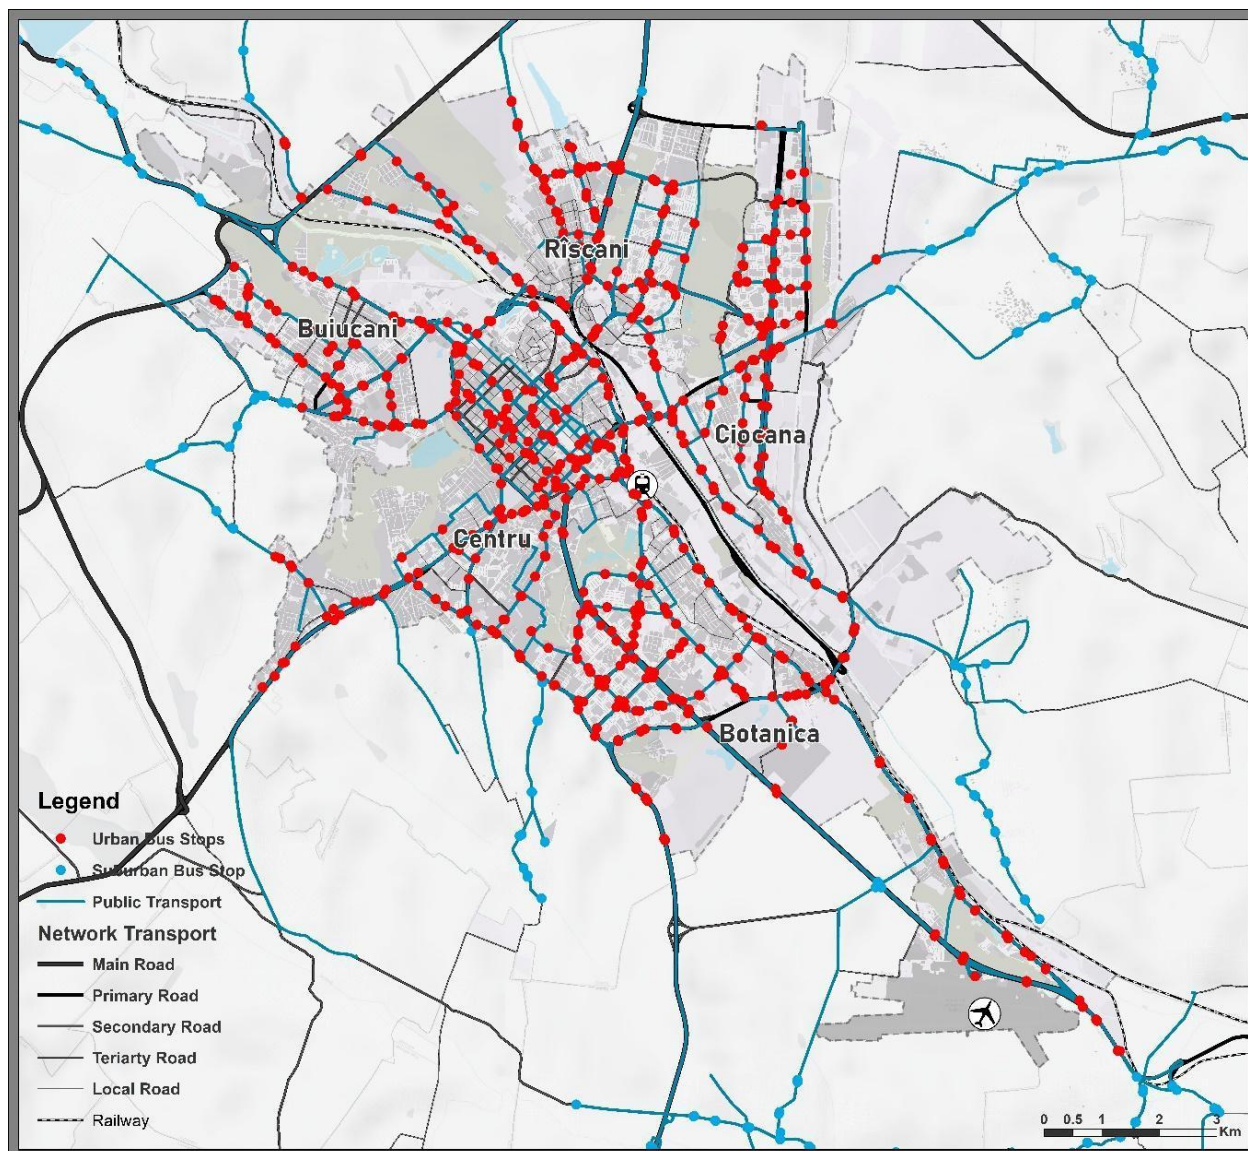 Rîscani
Buiucani
Ciocana
Centru
Botanica
Legend
Urban Bus Stops
Suburban Bus Stop
Public Transport
Network Transport
Main Road
Primary Road
Secondary Road
Teriarty Road
Local Road
Railway
0 0.5 1 2 3
Km